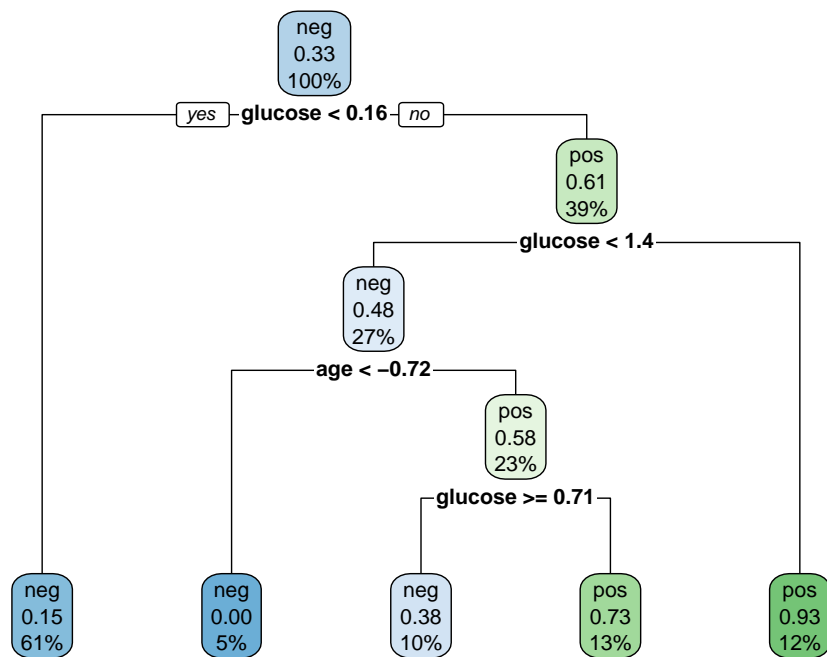 neg
0.33
100%
yes glucose < 0.16 no
pos
0.61
39%
glucose < 1.4
neg
0.48
27%
age < −0.72
pos
0.58
23%
glucose >= 0.71
neg
0.15
61%
neg
0.00
5%
neg
0.38
10%
pos
0.73
13%
pos
0.93
12%